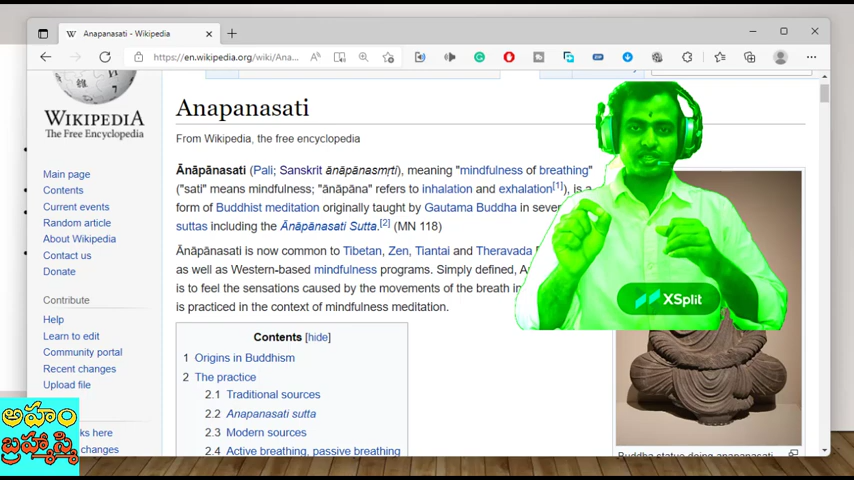 Anapanasati - Wikipedia
https://en.wikipedia.org/wiki/Ana...
WIKIPEDIA
The Free Encyclopedia
Main page
Contents
Current events
Random article
About Wikipedia
Contact us
Donate
Contribute
Help
Learn to edit
Community portal
Recent changes
Upload file
ks here
changes
Anapanasati
From Wikipedia, the free encyclopedia
Ānāpānasati (Pali; Sanskrit ānāpānasmṛti), meaning "mindfulness of breathing"
("sati" means mindfulness; "ānāpāna" refers to inhalation and exhalation[1]), is a
form of Buddhist meditation originally taught by Gautama Buddha in seve
suttas including the Ānāpānasati Sutta.[2] (MN 118)
Ānāpānasati is now common to Tibetan, Zen, Tiantai and Theravada
as well as Western-based mindfulness programs. Simply defined,
is to feel the sensations caused by the movements of the breath in
is practiced in the context of mindfulness meditation.
Contents [hide]
1 Origins in Buddhism
2 The practice
2.1 Traditional sources
2.2 Anapanasati sutta
2.3 Modern sources
2.4 Active breathing, passive breathing
XSplit
Buddha statue doing anapanasati
అహం
బ్రహ్మాస్మి